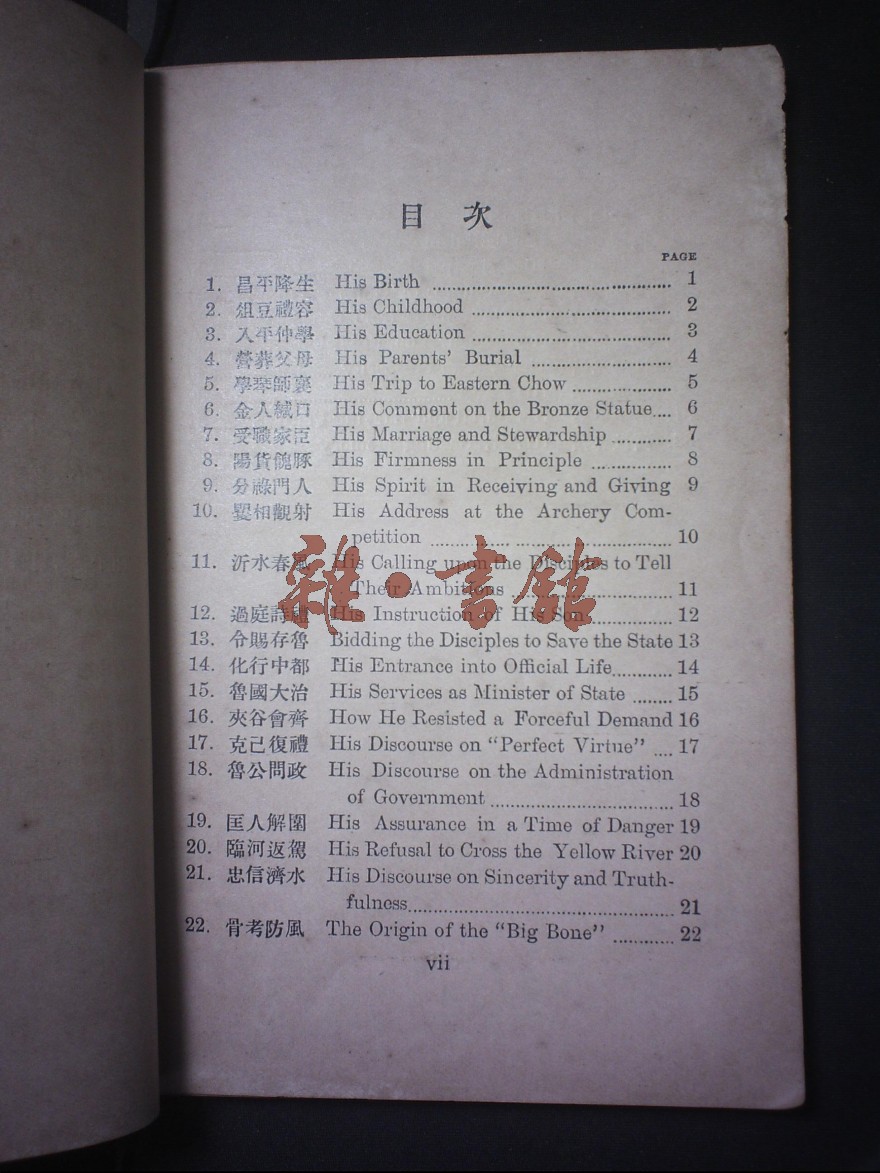 目 次
PAGE
1. 昌平降生 His Birth 1
2. 俎豆禮容 His Childhood 2
3. 入平仲學 His Education 3
4. 營葬父母 His Parents' Burial 4
5. 學琴師襄 His Trip to Eastern Chow 5
6. 金人緘口 His Comment on the Bronze Statue 6
7. 受職家臣 His Marriage and Stewardship 7
8. 陽貨餽豚 His Firmness in Principle 8
9. 分祿門人 His Spirit in Receiving and Giving 9
10. 矍相觀射 His Address at the Archery Com-
petition 10
11. 沂水春風 His Calling upon the Disciples to Tell
Their Ambitions 11
12. 過庭詩禮 His Instruction of His Son 12
13. 令賜存魯 Bidding the Disciples to Save the State 13
14. 化行中都 His Entrance into Official Life 14
15. 魯國大治 His Services as Minister of State 15
16. 夾谷會齊 How He Resisted a Forceful Demand 16
17. 克己復禮 His Discourse on "Perfect Virtue" 17
18. 魯公問政 His Discourse on the Administration
of Government 18
19. 匡人解圍 His Assurance in a Time of Danger 19
20. 臨河返駕 His Refusal to Cross the Yellow River 20
21. 忠信濟水 His Discourse on Sincerity and Truth-
fulness 21
22. 骨考防風 The Origin of the "Big Bone" 22
vii
雜·書館